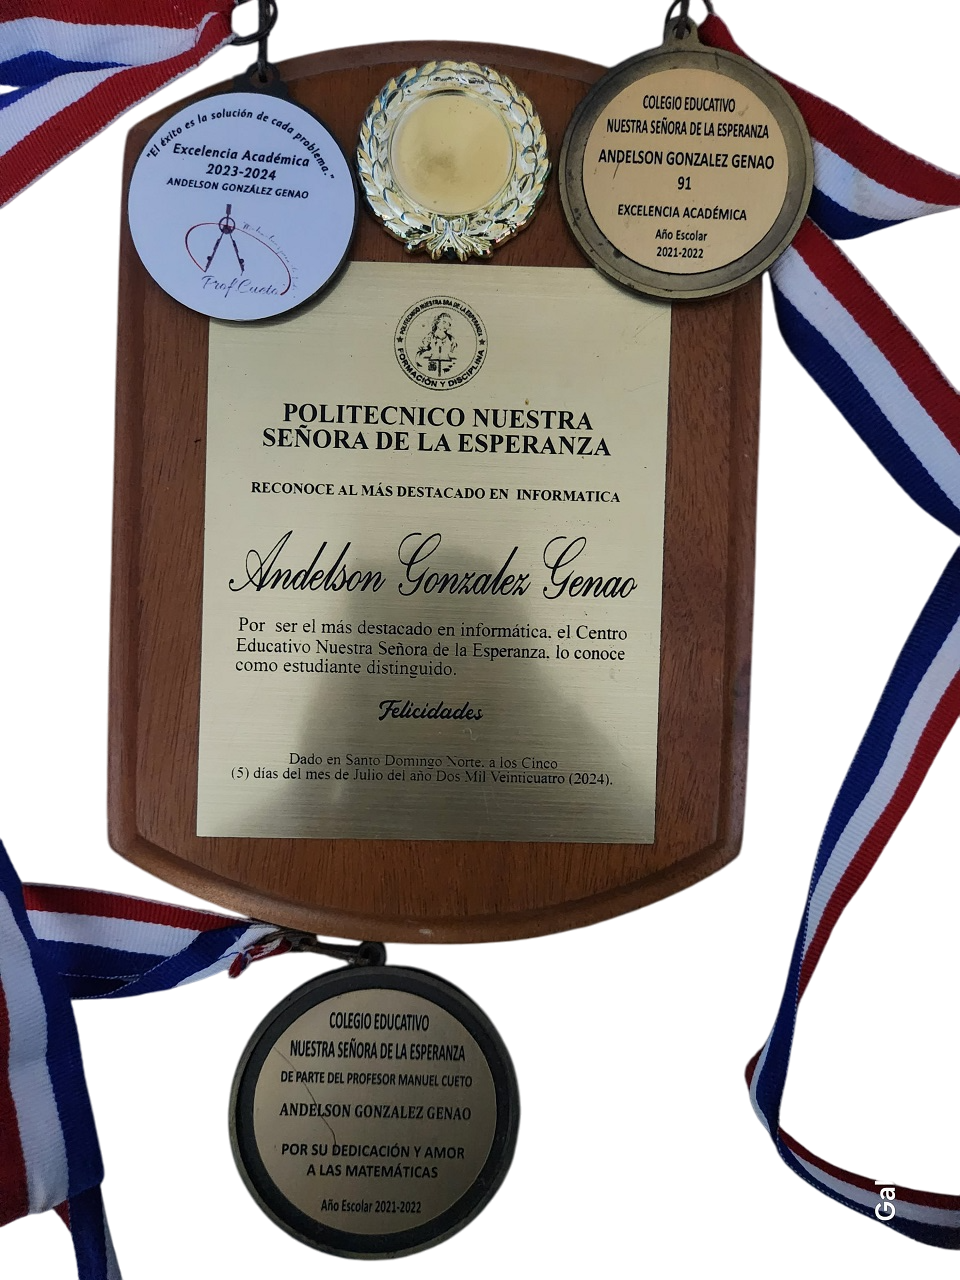 "El éxito es la solución de cada problema."
Excelencia Académica
2023-2024
ANDELSON GONZÁLEZ GENAO
Prof Cueto
COLEGIO EDUCATIVO
NUESTRA SEÑORA DE LA ESPERANZA
ANDELSON GONZALEZ GENAO
91
EXCELENCIA ACADÉMICA
Año Escolar
2021-2022
POLITECNICO NUESTRA SRA DE LA ESPERANZA
FORMACIÓN Y DISCIPLINA
POLITECNICO NUESTRA
SEÑORA DE LA ESPERANZA
RECONOCE AL MÁS DESTACADO EN INFORMATICA
Andelson Gonzalez Genao
Por ser el más destacado en informática. el Centro
Educativo Nuestra Señora de la Esperanza. lo conoce
como estudiante distinguido.
Felicidades
Dado en Santo Domingo Norte. a los Cinco
(5) días del mes de Julio del año Dos Mil Veinticuatro (2024).
COLEGIO EDUCATIVO
NUESTRA SEÑORA DE LA ESPERANZA
DE PARTE DEL PROFESOR MANUEL CUETO
ANDELSON GONZALEZ GENAO
POR SU DEDICACIÓN Y AMOR
A LAS MATEMÁTICAS
Año Escolar 2021-2022
Gal